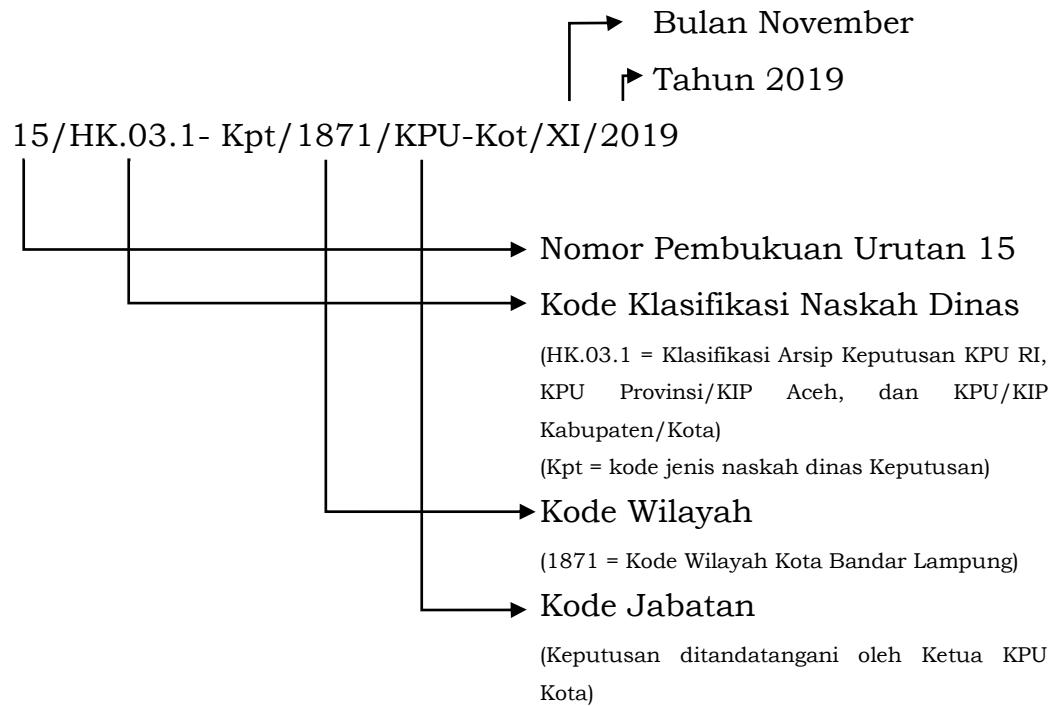 Bulan November
Tahun 2019
15/HK.03.1- Kpt/1871/KPU-Kot/XI/2019
Nomor Pembukuan Urutan 15
Kode Klasifikasi Naskah Dinas
(HK.03.1 = Klasifikasi Arsip Keputusan KPU RI,
KPU Provinsi/KIP Aceh, dan KPU/KIP
Kabupaten/Kota)
(Kpt = kode jenis naskah dinas Keputusan)
Kode Wilayah
(1871 = Kode Wilayah Kota Bandar Lampung)
Kode Jabatan
(Keputusan ditandatangani oleh Ketua KPU
Kota)